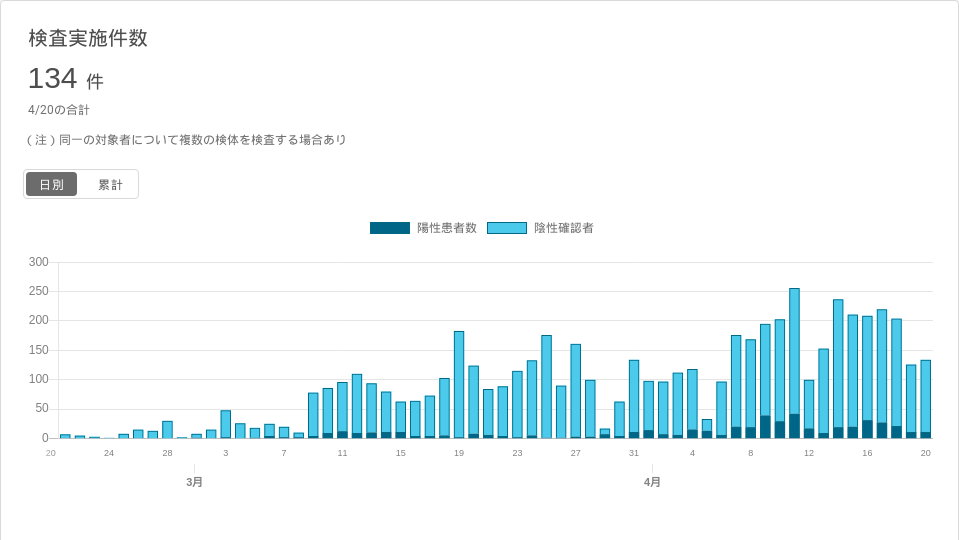 検査実施件数
134 件
4/20の合計
（注）同一の対象者について複数の検体を検査する場合あり
日別 累計
陽性患者数 陰性確認者
300
250
200
150
100
50
0
20 24 28 3 7 11 15 19 23 27 31 4 8 12 16 20
3月 4月